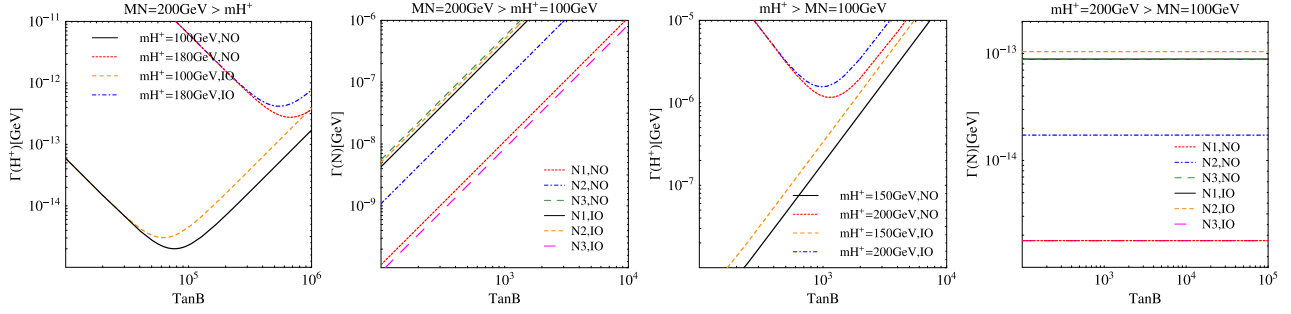 MN=200GeV > mH⁺
Γ(H⁺)[GeV]
10⁻¹¹
10⁻¹²
10⁻¹³
10⁻¹⁴
mH⁺=100GeV,NO
mH⁺=180GeV,NO
mH⁺=100GeV,IO
mH⁺=180GeV,IO
10⁵
10⁶
TanB
MN=200GeV > mH⁺=100GeV
Γ(N)[GeV]
10⁻⁶
10⁻⁷
10⁻⁸
10⁻⁹
N1,NO
N2,NO
N3,NO
N1,IO
N2,IO
N3,IO
10³
10⁴
TanB
mH⁺ > MN=100GeV
Γ(H⁺)[GeV]
10⁻⁵
10⁻⁶
10⁻⁷
mH⁺=150GeV,NO
mH⁺=200GeV,NO
mH⁺=150GeV,IO
mH⁺=200GeV,IO
10³
10⁴
TanB
mH⁺=200GeV > MN=100GeV
Γ(N)[GeV]
10⁻¹³
10⁻¹⁴
N1,NO
N2,NO
N3,NO
N1,IO
N2,IO
N3,IO
10³
10⁴
10⁵
TanB